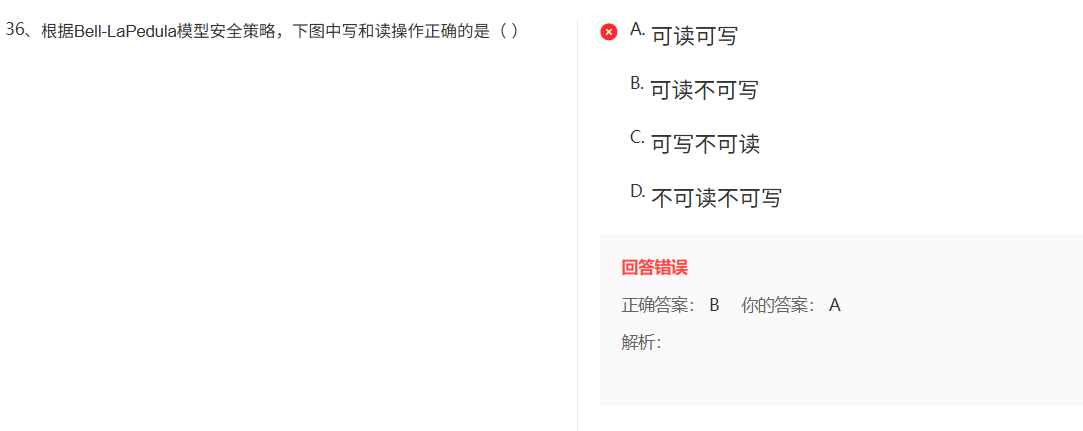 36、根据Bell-LaPedula模型安全策略，下图中写和读操作正确的是（ ）
A. 可读可写
B. 可读不可写
C. 可写不可读
D. 不可读不可写
回答错误
正确答案： B 你的答案： A
解析：